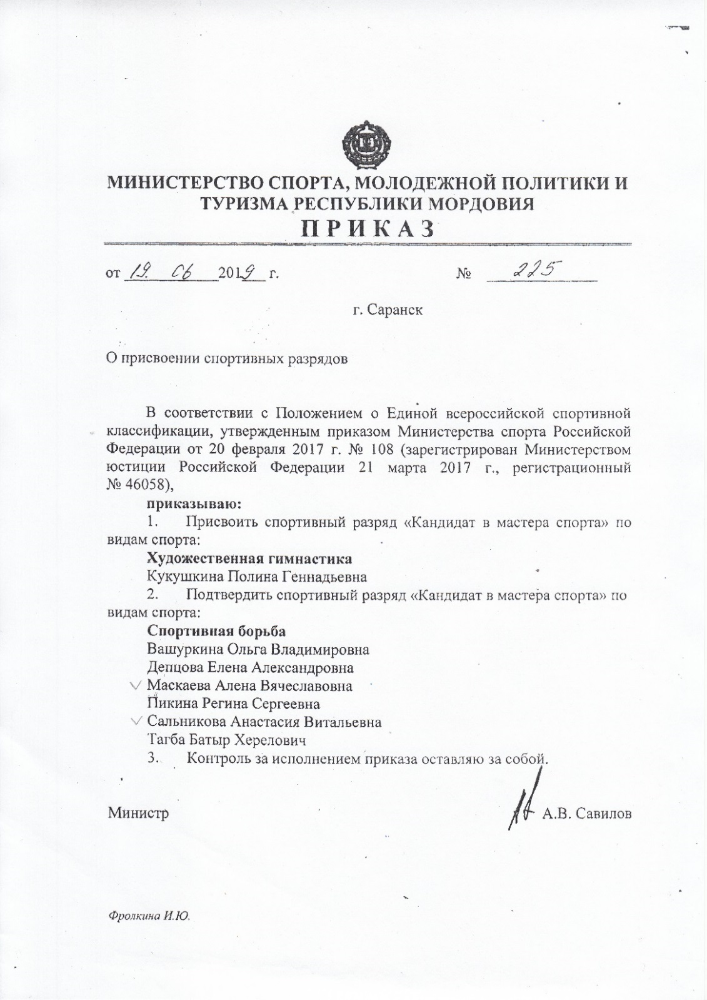 МИНИСТЕРСТВО СПОРТА, МОЛОДЕЖНОЙ ПОЛИТИКИ И
ТУРИЗМА РЕСПУБЛИКИ МОРДОВИЯ
П Р И К А З
от 19. 06 2019 г. № 225
г. Саранск
О присвоении спортивных разрядов
В соответствии с Положением о Единой всероссийской спортивной
классификации, утвержденным приказом Министерства спорта Российской
Федерации от 20 февраля 2017 г. № 108 (зарегистрирован Министерством
юстиции Российской Федерации 21 марта 2017 г., регистрационный
№ 46058),
приказываю:
1. Присвоить спортивный разряд «Кандидат в мастера спорта» по
видам спорта:
Художественная гимнастика
Кукушкина Полина Геннадьевна
2. Подтвердить спортивный разряд «Кандидат в мастера спорта» по
видам спорта:
Спортивная борьба
Вашуркина Ольга Владимировна
Депцова Елена Александровна
Маскаева Алена Вячеславовна
Пикина Регина Сергеевна
Сальникова Анастасия Витальевна
Тагба Батыр Херелович
3. Контроль за исполнением приказа оставляю за собой.
Министр А.В. Савилов
Фролкина И.Ю.